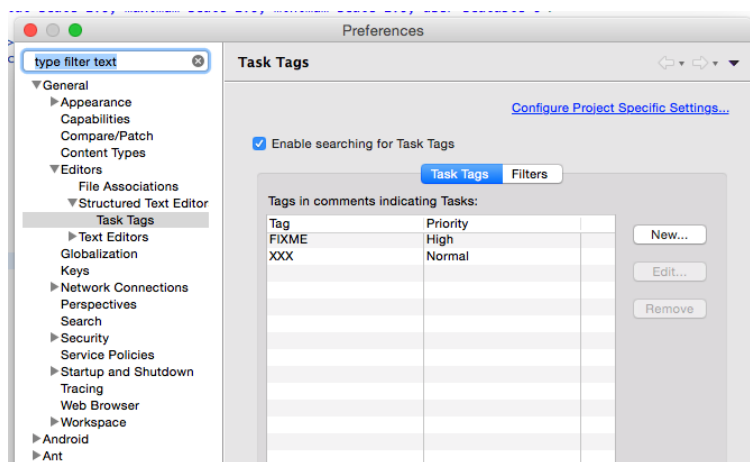 Preferences
type filter text
Task Tags
General
Configure Project Specific Settings...
Appearance
Capabilities
Compare/Patch
Enable searching for Task Tags
Content Types
Editors
Task Tags Filters
File Associations
Structured Text Editor
Tags in comments indicating Tasks:
Task Tags
Tag Priority
Text Editors
FIXME High
New...
Globalization
XXX Normal
Keys
Edit...
Network Connections
Perspectives
Remove
Search
Security
Service Policies
Startup and Shutdown
Tracing
Web Browser
Workspace
Android
Ant